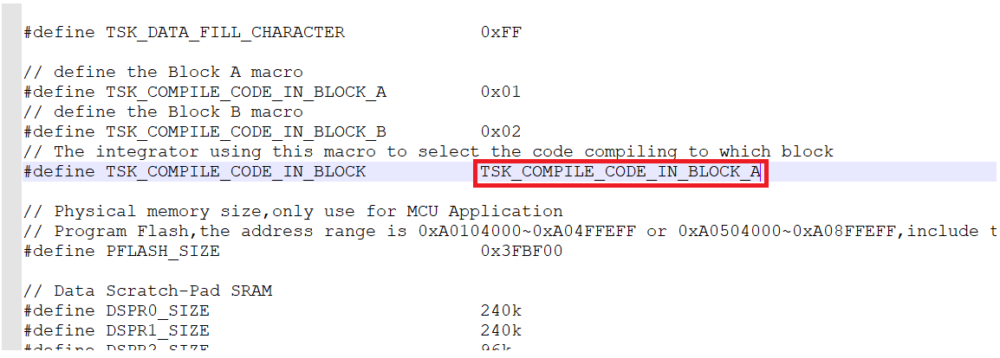 #define TSK_DATA_FILL_CHARACTER 0xFF
// define the Block A macro
#define TSK_COMPILE_CODE_IN_BLOCK_A 0x01
// define the Block B macro
#define TSK_COMPILE_CODE_IN_BLOCK_B 0x02
// The integrator using this macro to select the code compiling to which block
#define TSK_COMPILE_CODE_IN_BLOCK TSK_COMPILE_CODE_IN_BLOCK_A
// Physical memory size,only use for MCU Application
// Program Flash,the address range is 0xA0104000~0xA04FFEFF or 0xA0504000~0xA08FFEFF,include t
#define PFLASH_SIZE 0x3FBF00
// Data Scratch-Pad SRAM
#define DSPR0_SIZE 240k
#define DSPR1_SIZE 240k
#define DSPR2_SIZE 96k